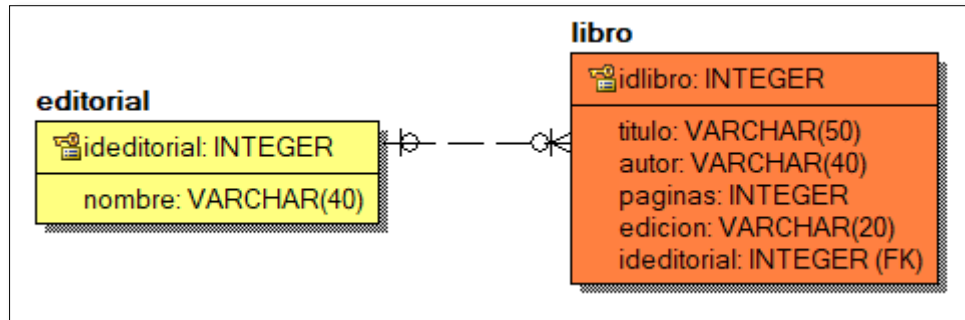 editorial
ideditorial: INTEGER
nombre: VARCHAR(40)
libro
idlibro: INTEGER
titulo: VARCHAR(50)
autor: VARCHAR(40)
paginas: INTEGER
edicion: VARCHAR(20)
ideditorial: INTEGER (FK)